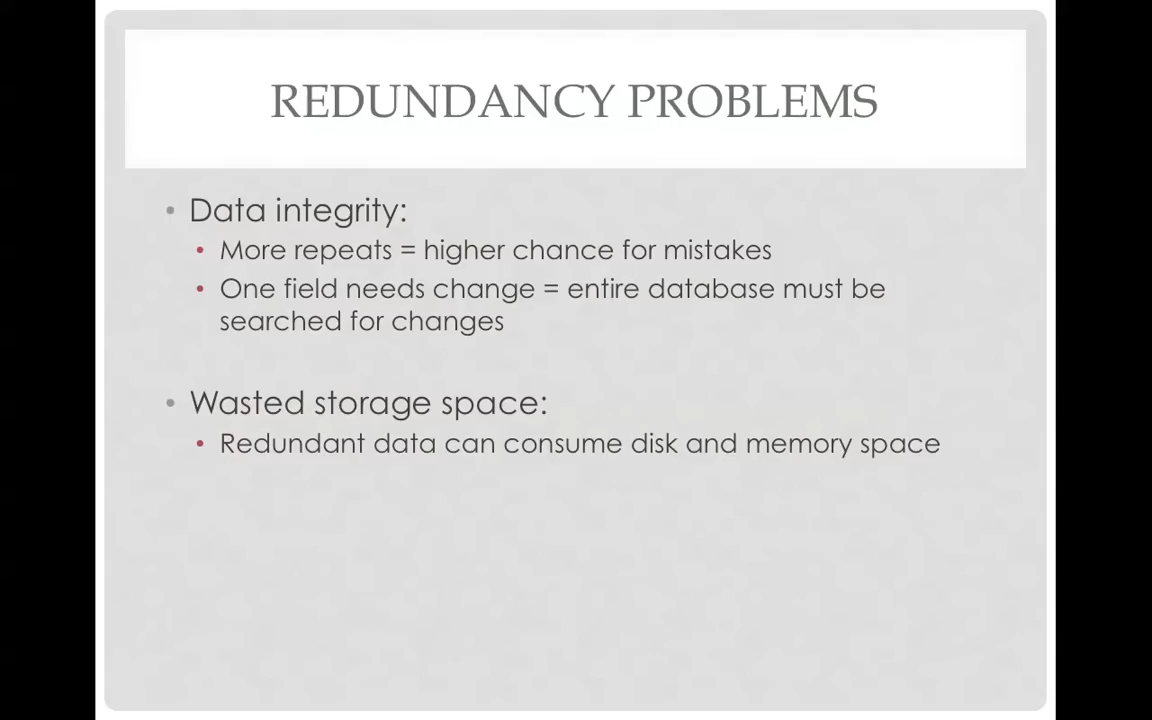 REDUNDANCY PROBLEMS
• Data integrity:
• More repeats = higher chance for mistakes
• One field needs change = entire database must be
searched for changes
• Wasted storage space:
• Redundant data can consume disk and memory space